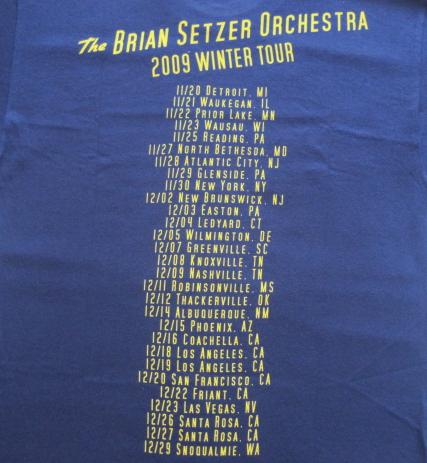 The BRIAN SETZER ORCHESTRA
2009 WINTER TOUR
11/20 DETROIT, MI
11/21 WAUKEGAN, IL
11/22 PRIOR LAKE, MN
11/23 WAUSAU, WI
11/25 READING, PA
11/27 NORTH BETHESDA, MD
11/28 ATLANTIC CITY, NJ
11/29 GLENSIDE, PA
11/30 NEW YORK, NY
12/02 NEW BRUNSWICK, NJ
12/03 EASTON, PA
12/04 LEDYARD, CT
12/05 WILMINGTON, DE
12/07 GREENVILLE, SC
12/08 KNOXVILLE, TN
12/09 NASHVILLE, TN
12/11 ROBINSONVILLE, MS
12/12 THACKERVILLE, OK
12/14 ALBUQUERQUE, NM
12/15 PHOENIX, AZ
12/16 COACHELLA, CA
12/18 LOS ANGELES, CA
12/19 LOS ANGELES, CA
12/20 SAN FRANCISCO, CA
12/22 FRIANT, CA
12/23 LAS VEGAS, NV
12/26 SANTA ROSA, CA
12/27 SANTA ROSA, CA
12/29 SNOQUALMIE, WA